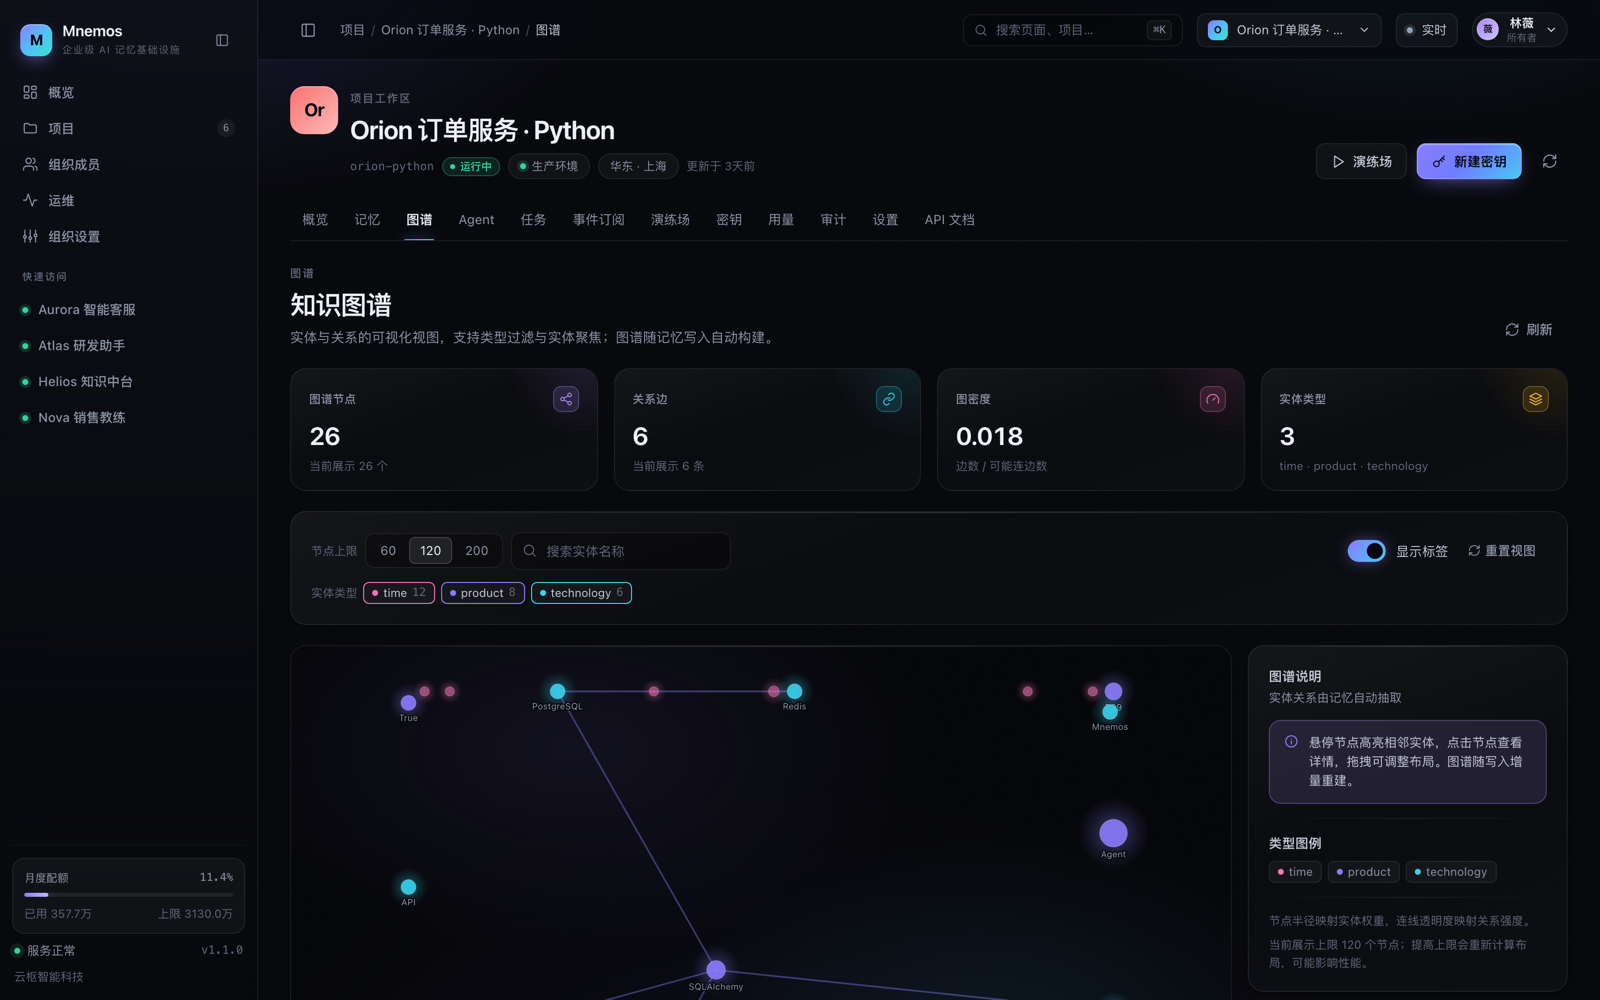 M
Mnemos
企业级 AI 记忆基础设施
概览
项目
6
组织成员
运维
组织设置
快速访问
Aurora 智能客服
Atlas 研发助手
Helios 知识中台
Nova 销售教练
月度配额
11.4%
已用 357.7万
上限 3130.0万
服务正常
v1.1.0
云枢智能科技
项目 / Orion 订单服务 · Python / 图谱
搜索页面、项目...
⌘K
O
Orion 订单服务 · ...
实时
薇
林薇
所有者
Or
项目工作区
Orion 订单服务 · Python
orion-python
运行中
生产环境
华东 · 上海
更新于 3天前
演练场
新建密钥
概览
记忆
图谱
Agent
任务
事件订阅
演练场
密钥
用量
审计
设置
API 文档
图谱
知识图谱
实体与关系的可视化视图，支持类型过滤与实体聚焦；图谱随记忆写入自动构建。
刷新
图谱节点
26
当前展示 26 个
关系边
6
当前展示 6 条
图密度
0.018
边数 / 可能连边数
实体类型
3
time · product · technology
节点上限
60
120
200
搜索实体名称
显示标签
重置视图
实体类型
time 12
product 8
technology 6
True
PostgreSQL
Redis
Mnemos
Agent
API
SQLAlchemy
图谱说明
实体关系由记忆自动抽取
悬停节点高亮相邻实体，点击节点查看
详情，拖拽可调整布局。图谱随写入增
量重建。
类型图例
time
product
technology
节点半径映射实体权重，连线透明度映射关系强度。
当前展示上限 120 个节点；提高上限会重新计算布
局，可能影响性能。